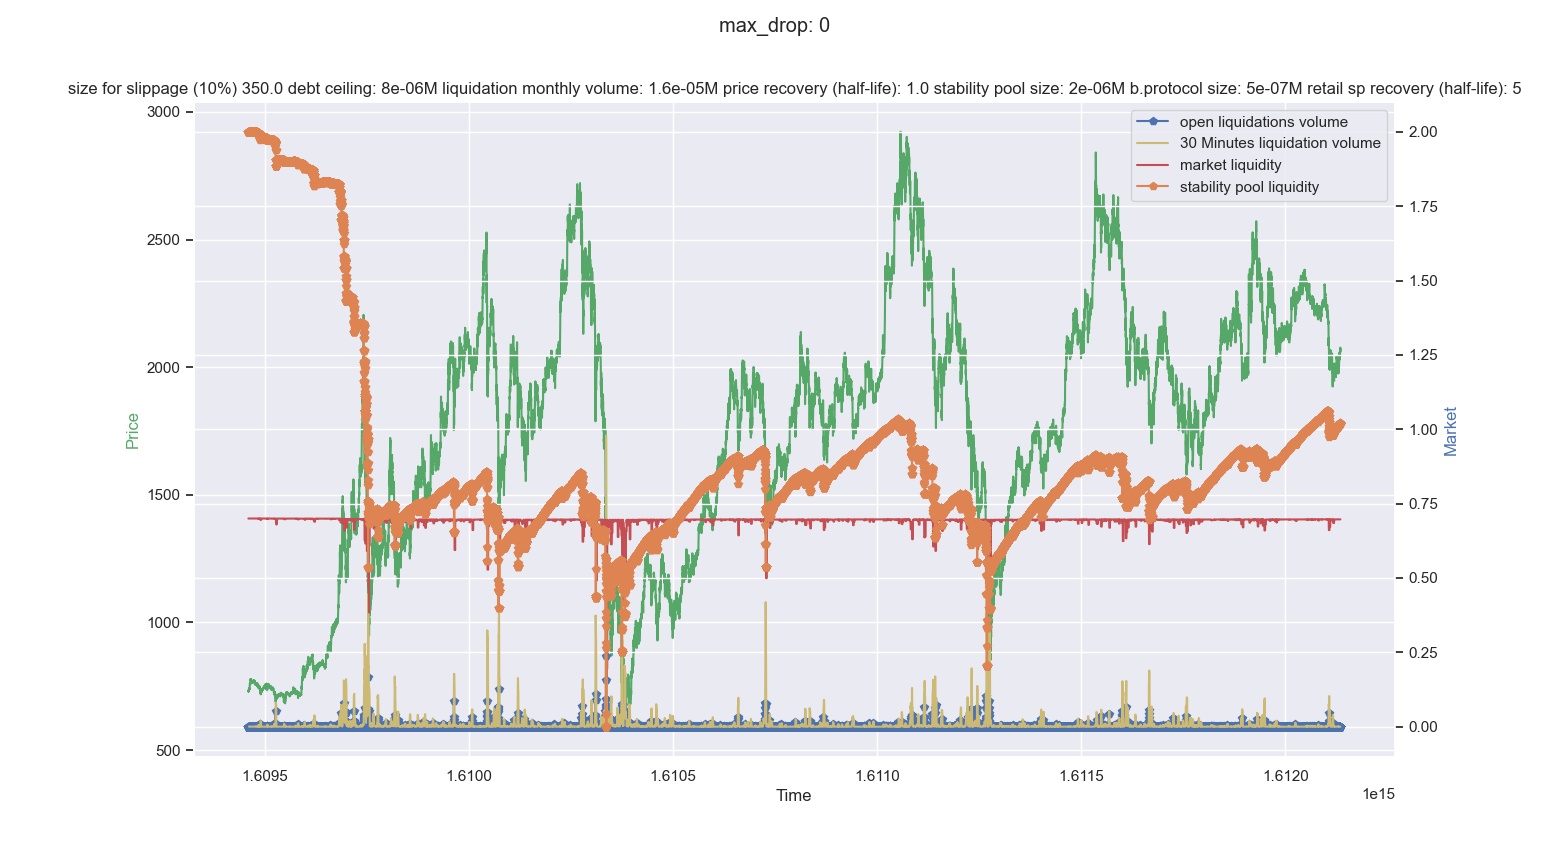 max_drop: 0
size for slippage (10%) 350.0 debt ceiling: 8e-06M liquidation monthly volume: 1.6e-05M price recovery (half-life): 1.0 stability pool size: 2e-06M b.protocol size: 5e-07M retail sp recovery (half-life): 5
open liquidations volume
30 Minutes liquidation volume
market liquidity
stability pool liquidity
3000
2500
2000
1500
1000
500
Price
2.00
1.75
1.50
1.25
1.00
0.75
0.50
0.25
0.00
Market
1.6095 1.6100 1.6105 1.6110 1.6115 1.6120
1e15
Time